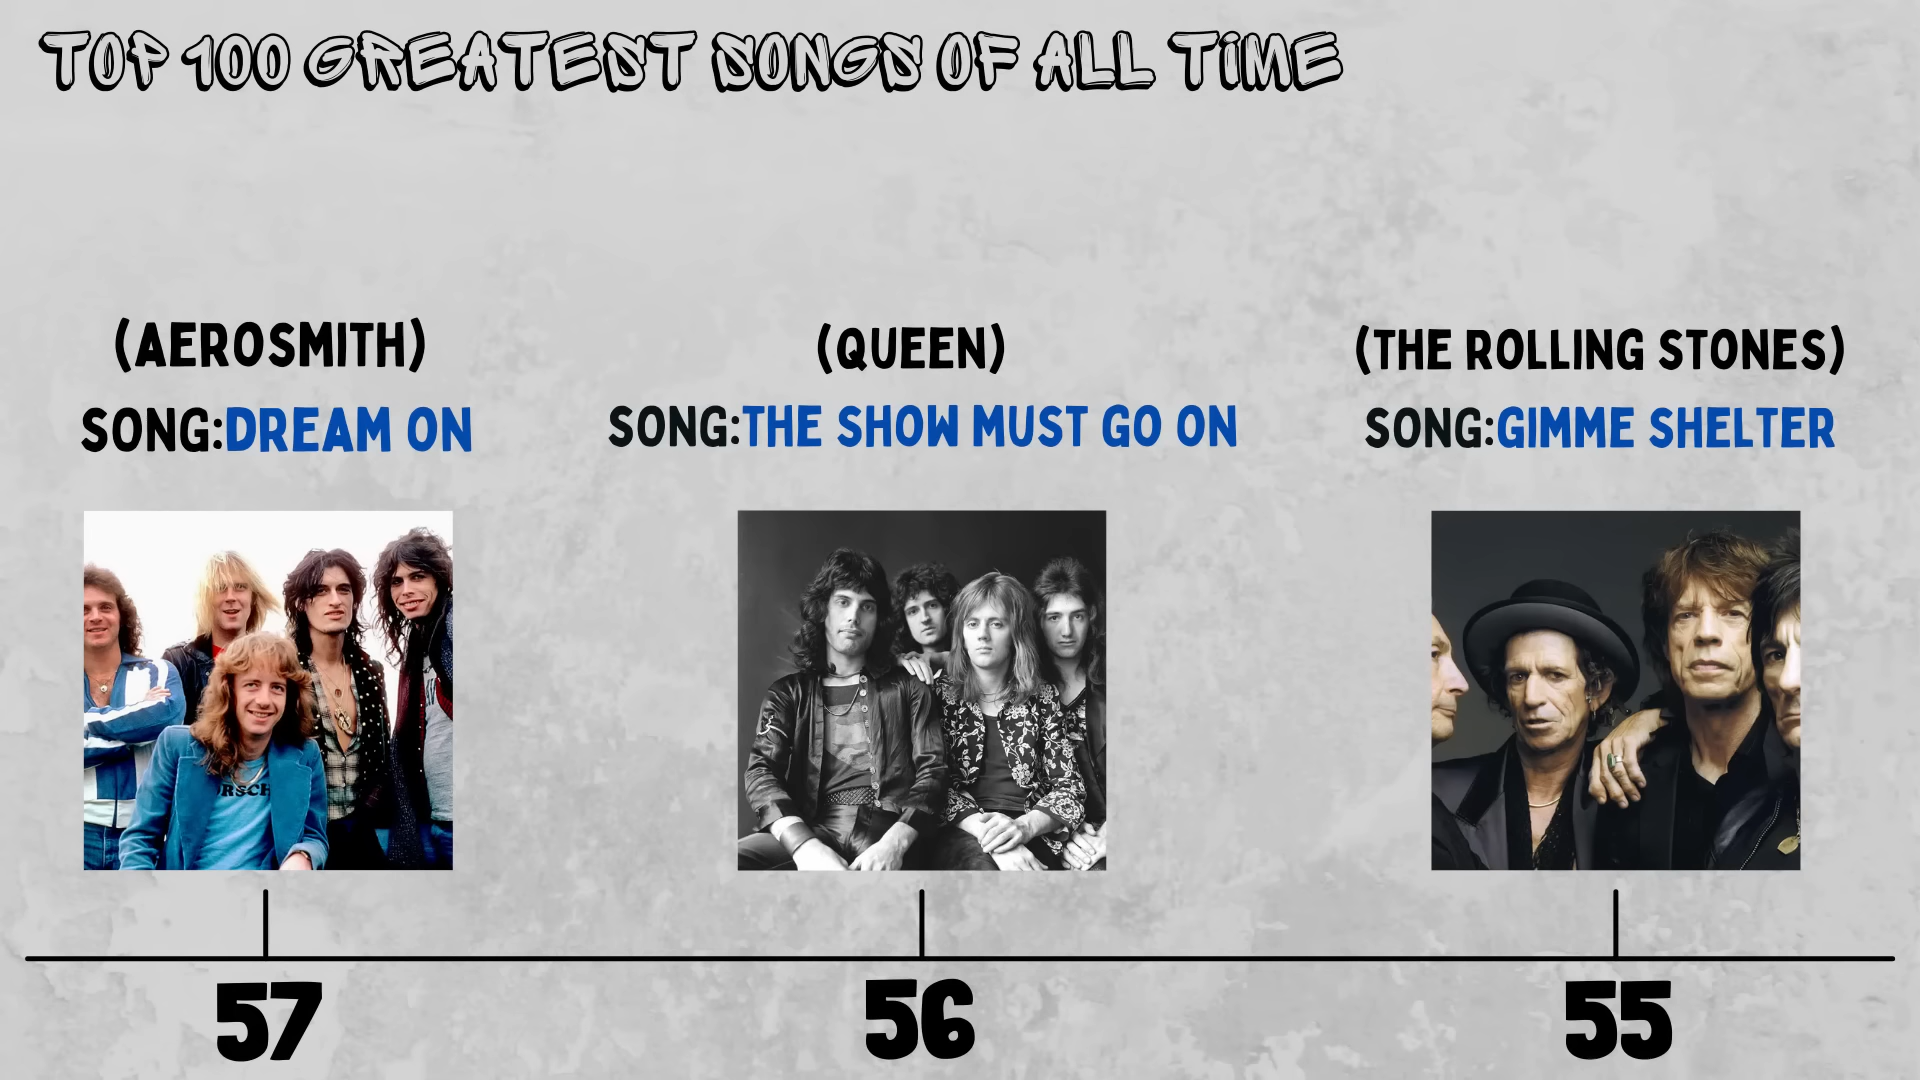 TOP 100 GREATEST SONGS OF ALL TIME
(AEROSMITH)
SONG:DREAM ON
(QUEEN)
SONG:THE SHOW MUST GO ON
(THE ROLLING STONES)
SONG:GIMME SHELTER
RSCH
57
56
55